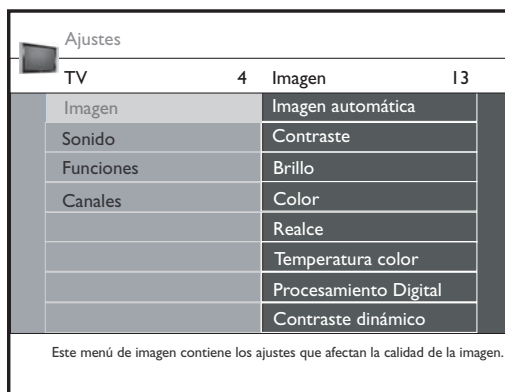 Ajustes
TV 4 Imagen 13
Imagen Imagen automática
Sonido Contraste
Funciones Brillo
Canales Color
Realce
Temperatura color
Procesamiento Digital
Contraste dinámico
Este menú de imagen contiene los ajustes que afectan la calidad de la imagen.